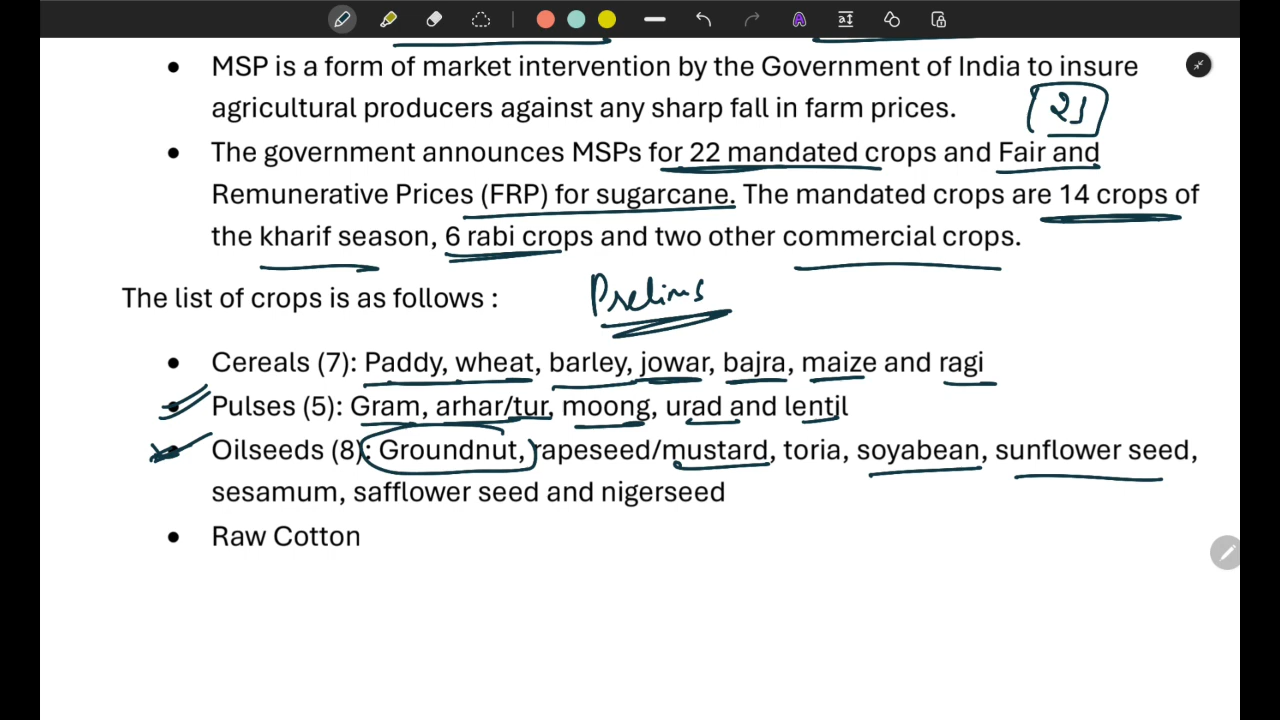 MSP is a form of market intervention by the Government of India to insure
agricultural producers against any sharp fall in farm prices.
The government announces MSPs for 22 mandated crops and Fair and
Remunerative Prices (FRP) for sugarcane. The mandated crops are 14 crops of
the kharif season, 6 rabi crops and two other commercial crops.
The list of crops is as follows :
Prelims
Cereals (7): Paddy, wheat, barley, jowar, bajra, maize and ragi
Pulses (5): Gram, arhar/tur, moong, urad and lentil
Oilseeds (8): Groundnut, rapeseed/mustard, toria, soyabean, sunflower seed,
sesamum, safflower seed and nigerseed
Raw Cotton